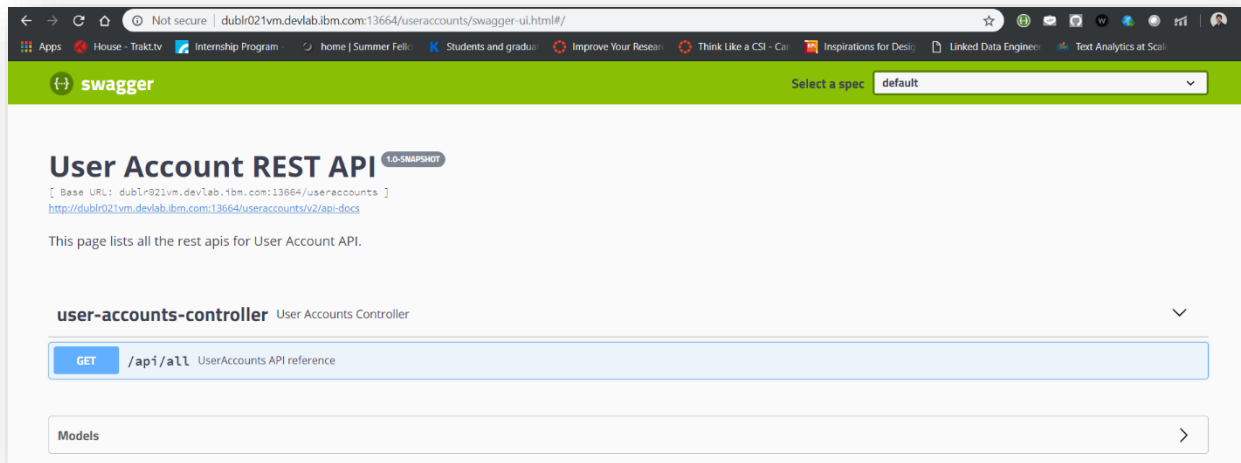 Not secure | dublr021vm.devlab.ibm.com:13664/useraccounts/swagger-ui.html#/
Apps House - Trakt.tv Internship Program - home | Summer Fello Students and gradua Improve Your Resear Think Like a CSI - Car Inspirations for Desig Linked Data Engineer Text Analytics at Scal
swagger Select a spec default
User Account REST API 1.0-SNAPSHOT
[ Base URL: dublr021vm.devlab.ibm.com:13664/useraccounts ]
http://dublr021vm.devlab.ibm.com:13664/useraccounts/v2/api-docs
This page lists all the rest apis for User Account API.
user-accounts-controller User Accounts Controller
GET /api/all UserAccounts API reference
Models